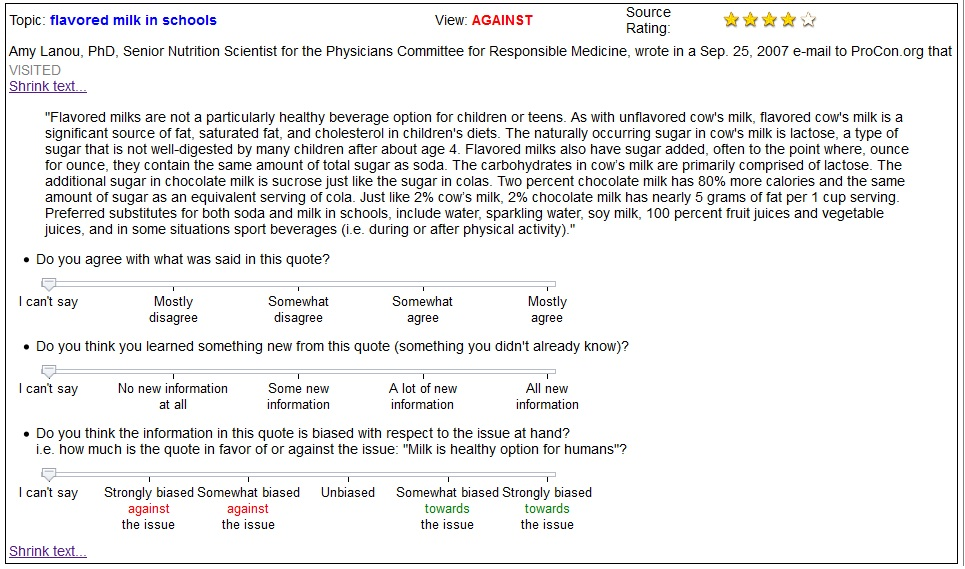 Topic: flavored milk in schools View: AGAINST Source Rating:
Amy Lanou, PhD, Senior Nutrition Scientist for the Physicians Committee for Responsible Medicine, wrote in a Sep. 25, 2007 e-mail to ProCon.org that
VISITED
Shrink text...
"Flavored milks are not a particularly healthy beverage option for children or teens. As with unflavored cow's milk, flavored cow's milk is a
significant source of fat, saturated fat, and cholesterol in children's diets. The naturally occurring sugar in cow's milk is lactose, a type of
sugar that is not well-digested by many children after about age 4. Flavored milks also have sugar added, often to the point where, ounce
for ounce, they contain the same amount of total sugar as soda. The carbohydrates in cow's milk are primarily comprised of lactose. The
additional sugar in chocolate milk is sucrose just like the sugar in colas. Two percent chocolate milk has 80% more calories and the same
amount of sugar as an equivalent serving of cola. Just like 2% cow's milk, 2% chocolate milk has nearly 5 grams of fat per 1 cup serving.
Preferred substitutes for both soda and milk in schools, include water, sparkling water, soy milk, 100 percent fruit juices and vegetable
juices, and in some situations sport beverages (i.e. during or after physical activity)."
• Do you agree with what was said in this quote?
I can't say Mostly Somewhat Somewhat Mostly
disagree disagree agree agree
• Do you think you learned something new from this quote (something you didn't already know)?
I can't say No new information Some new A lot of new All new
at all information information information
• Do you think the information in this quote is biased with respect to the issue at hand?
i.e. how much is the quote in favor of or against the issue: "Milk is healthy option for humans"?
I can't say Strongly biased Somewhat biased Unbiased Somewhat biased Strongly biased
against against towards towards
the issue the issue the issue the issue
Shrink text...